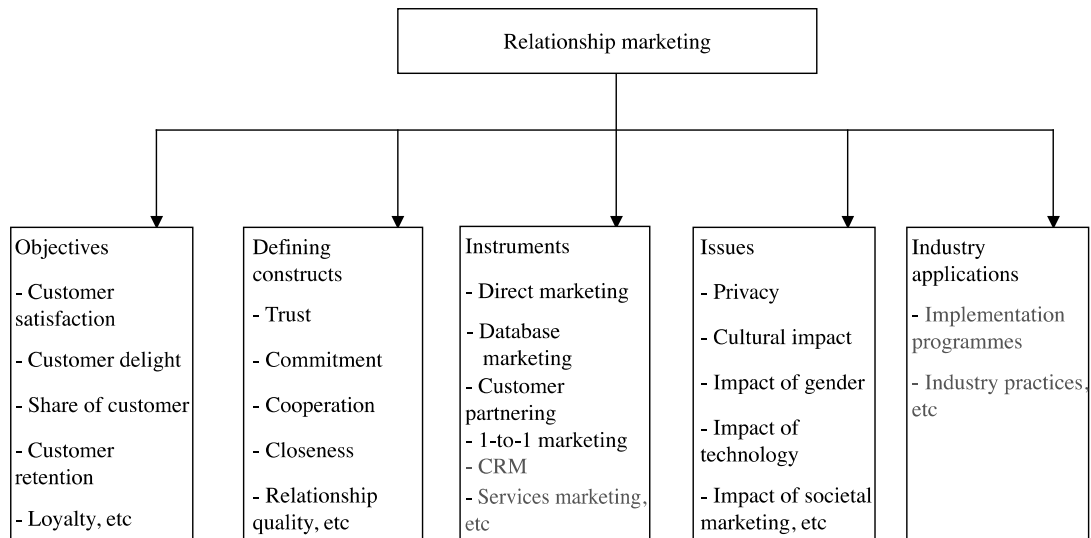 Relationship marketing
Objectives
- Customer
satisfaction
- Customer delight
- Share of customer
- Customer
retention
- Loyalty, etc
Defining
constructs
- Trust
- Commitment
- Cooperation
- Closeness
- Relationship
quality, etc
Instruments
- Direct marketing
- Database
marketing
- Customer
partnering
- 1-to-1 marketing
- CRM
- Services marketing,
etc
Issues
- Privacy
- Cultural impact
- Impact of gender
- Impact of
technology
- Impact of societal
marketing, etc
Industry
applications
- Implementation
programmes
- Industry practices,
etc